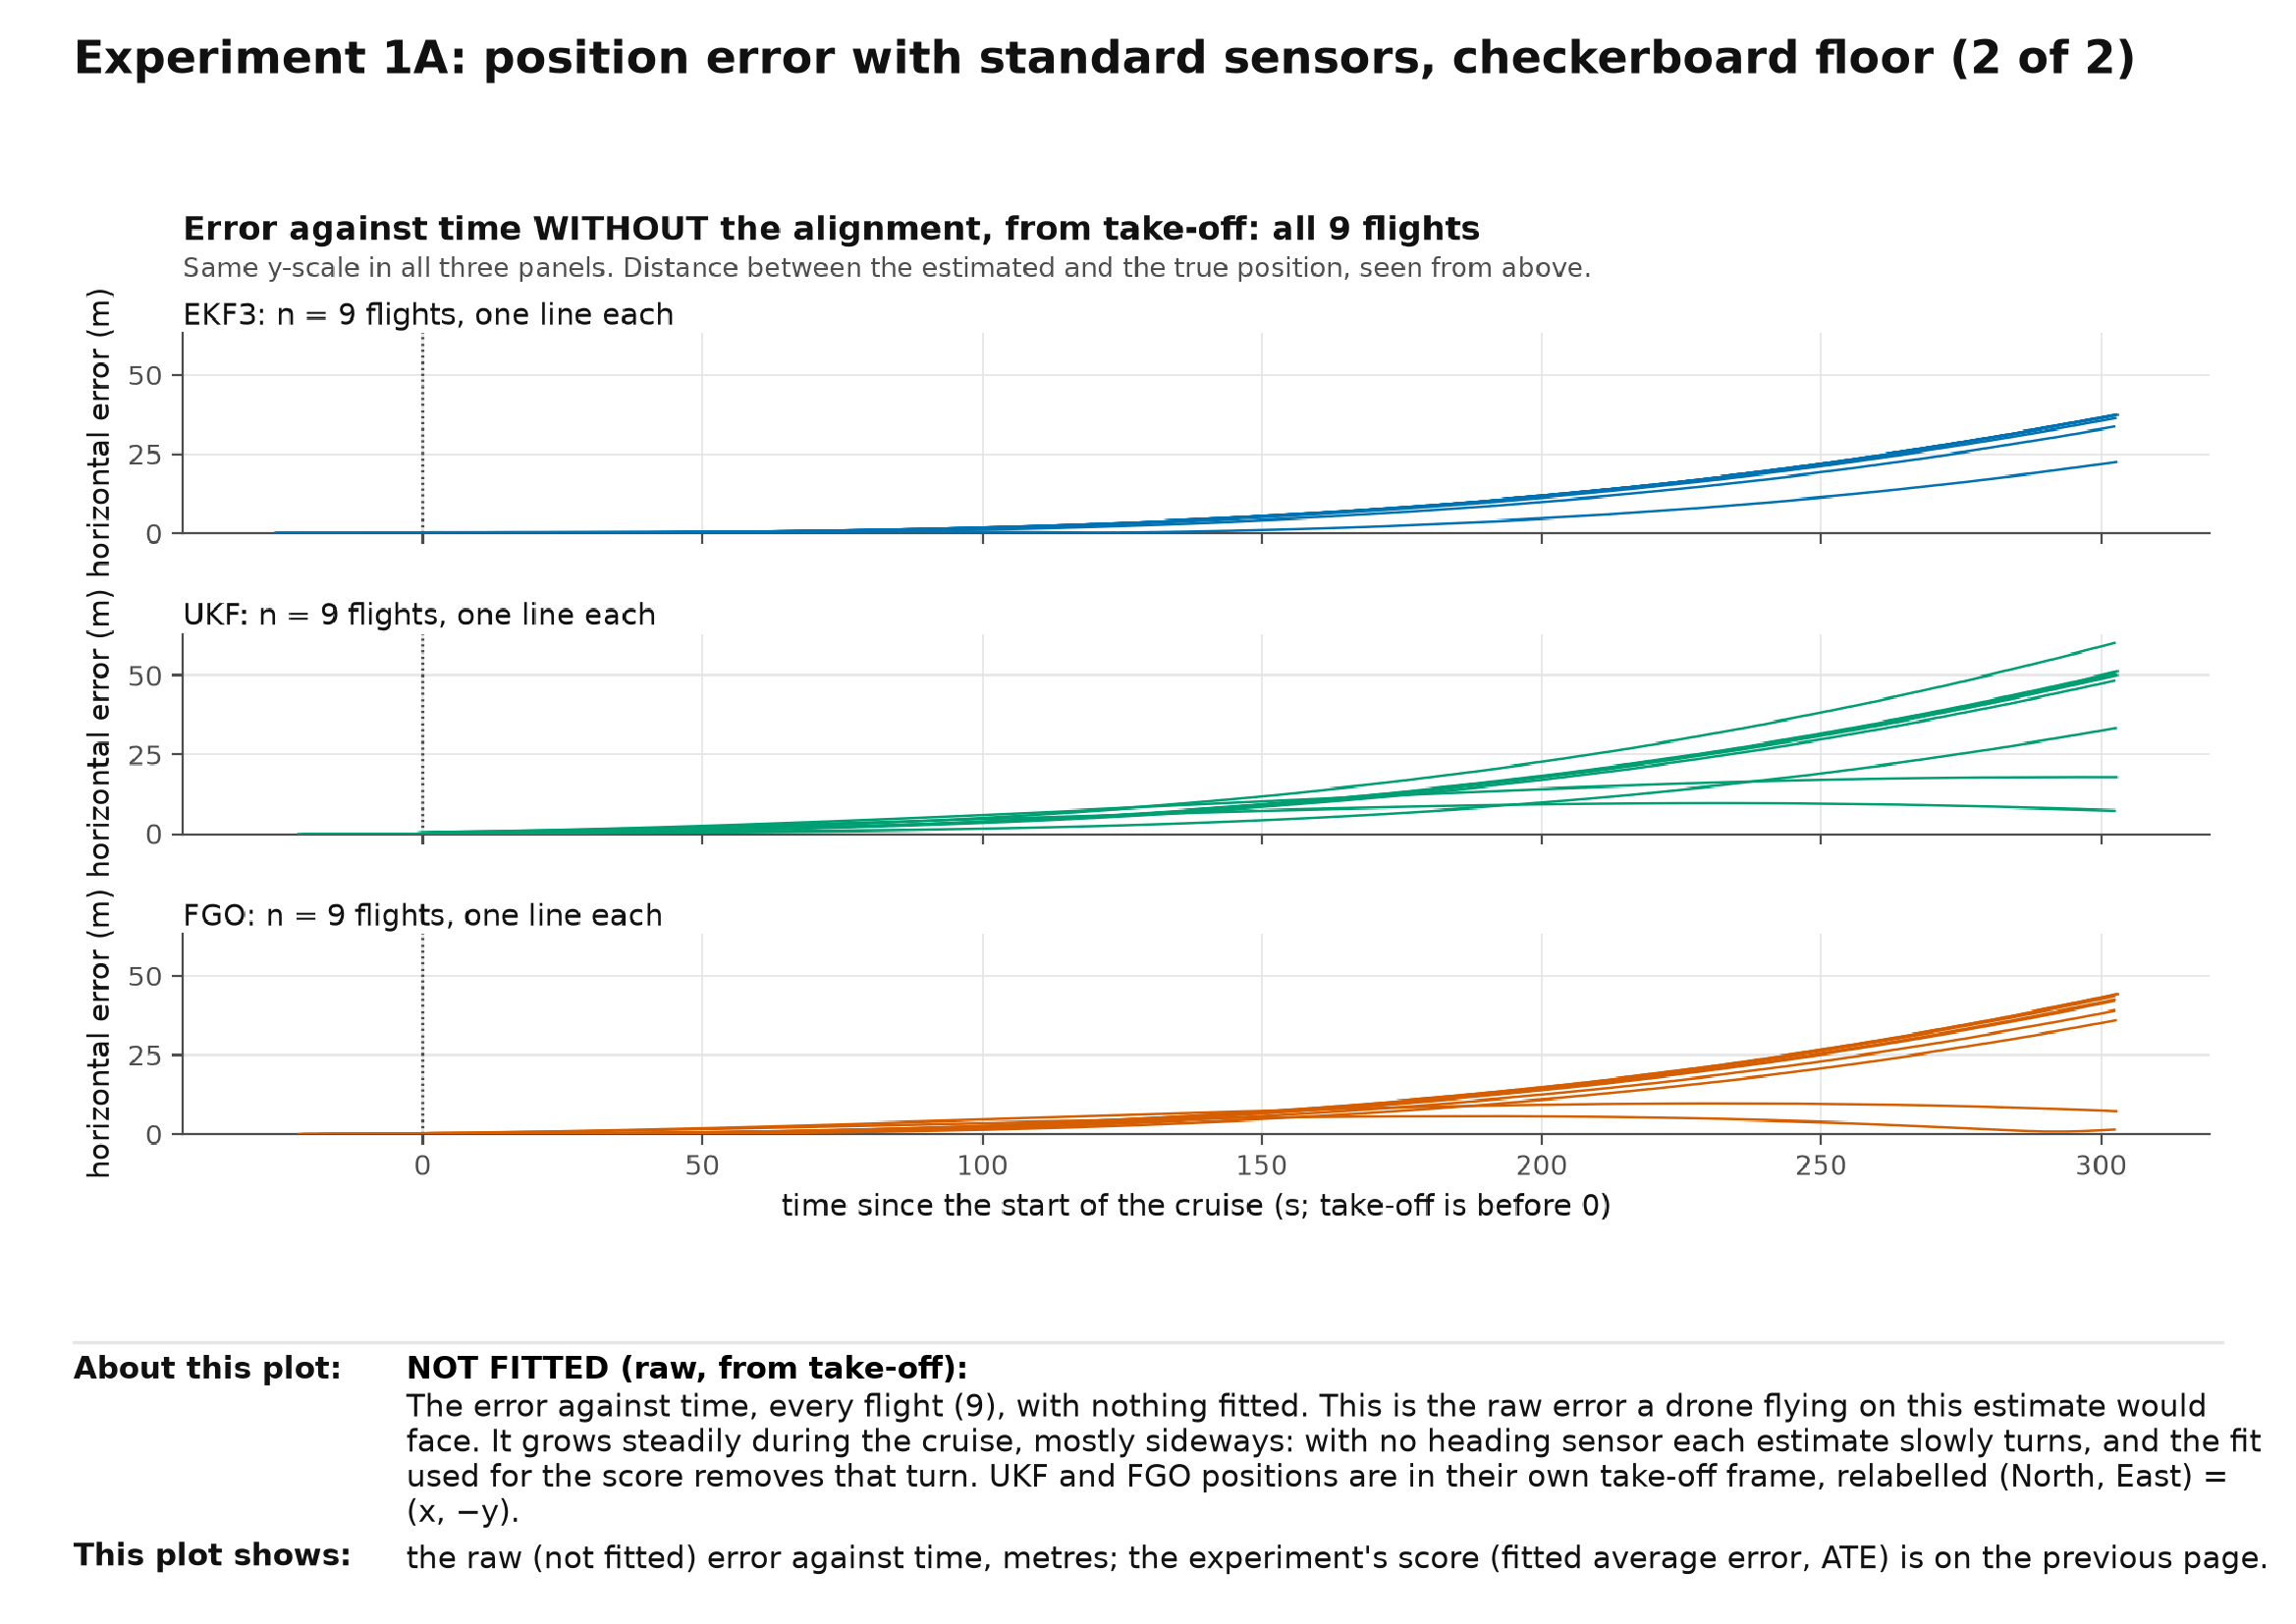 Experiment 1A: position error with standard sensors, checkerboard floor (2 of 2)
Error against time WITHOUT the alignment, from take-off: all 9 flights
Same y-scale in all three panels. Distance between the estimated and the true position, seen from above.
EKF3: n = 9 flights, one line each
horizontal error (m)
50
25
0
UKF: n = 9 flights, one line each
horizontal error (m)
50
25
0
FGO: n = 9 flights, one line each
horizontal error (m)
50
25
0
0 50 100 150 200 250 300
time since the start of the cruise (s; take-off is before 0)
About this plot: NOT FITTED (raw, from take-off):
The error against time, every flight (9), with nothing fitted. This is the raw error a drone flying on this estimate would
face. It grows steadily during the cruise, mostly sideways: with no heading sensor each estimate slowly turns, and the fit
used for the score removes that turn. UKF and FGO positions are in their own take-off frame, relabelled (North, East) =
(x, −y).
This plot shows: the raw (not fitted) error against time, metres; the experiment's score (fitted average error, ATE) is on the previous page.